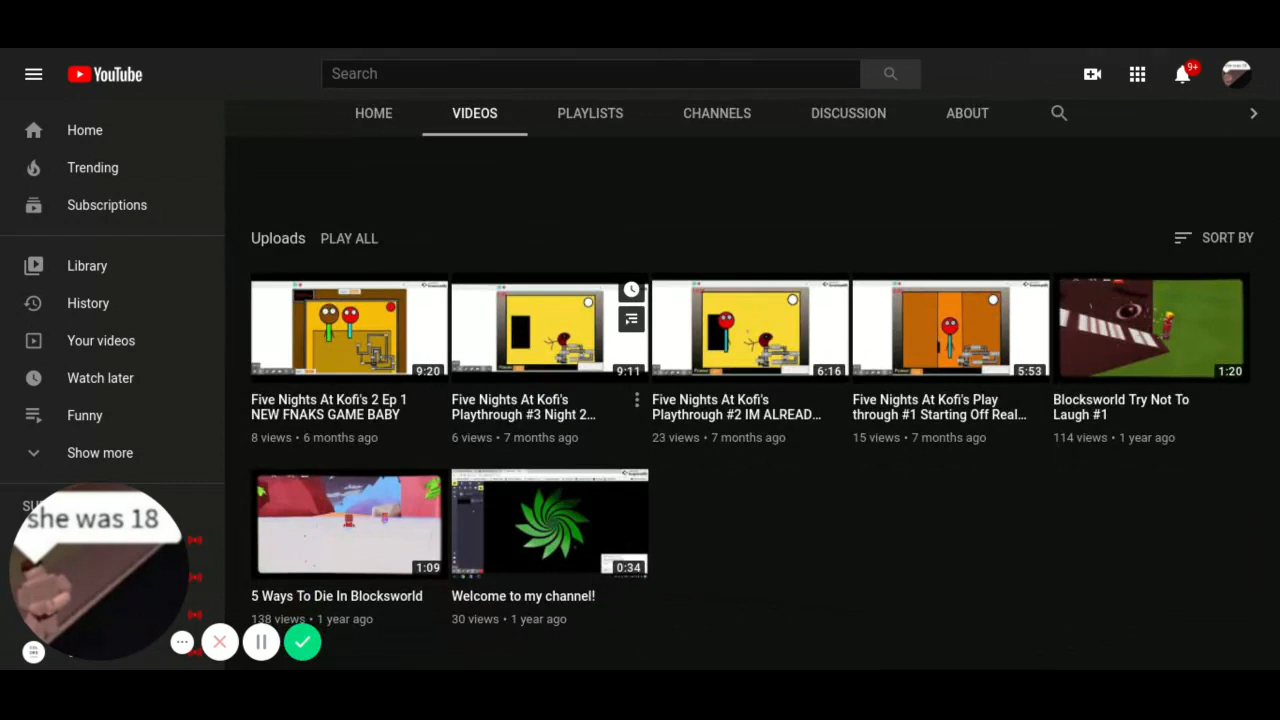 YouTube
Search
9+
she was 18
HOME VIDEOS PLAYLISTS CHANNELS DISCUSSION ABOUT
Home
Trending
Subscriptions
Library
History
Your videos
Watch later
Funny
Show more
SU
she was 18
Uploads PLAY ALL SORT BY
9:20 9:11 6:16 5:53 1:20
Five Nights At Kofi's 2 Ep 1
NEW FNAKS GAME BABY
8 views • 6 months ago
Five Nights At Kofi's
Playthrough #3 Night 2...
6 views • 7 months ago
Five Nights At Kofi's
Playthrough #2 IM ALREAD...
23 views • 7 months ago
Five Nights At Kofi's Play
through #1 Starting Off Real...
15 views • 7 months ago
Blocksworld Try Not To
Laugh #1
114 views • 1 year ago
1:09 0:34
5 Ways To Die In Blocksworld
138 views • 1 year ago
Welcome to my channel!
30 views • 1 year ago